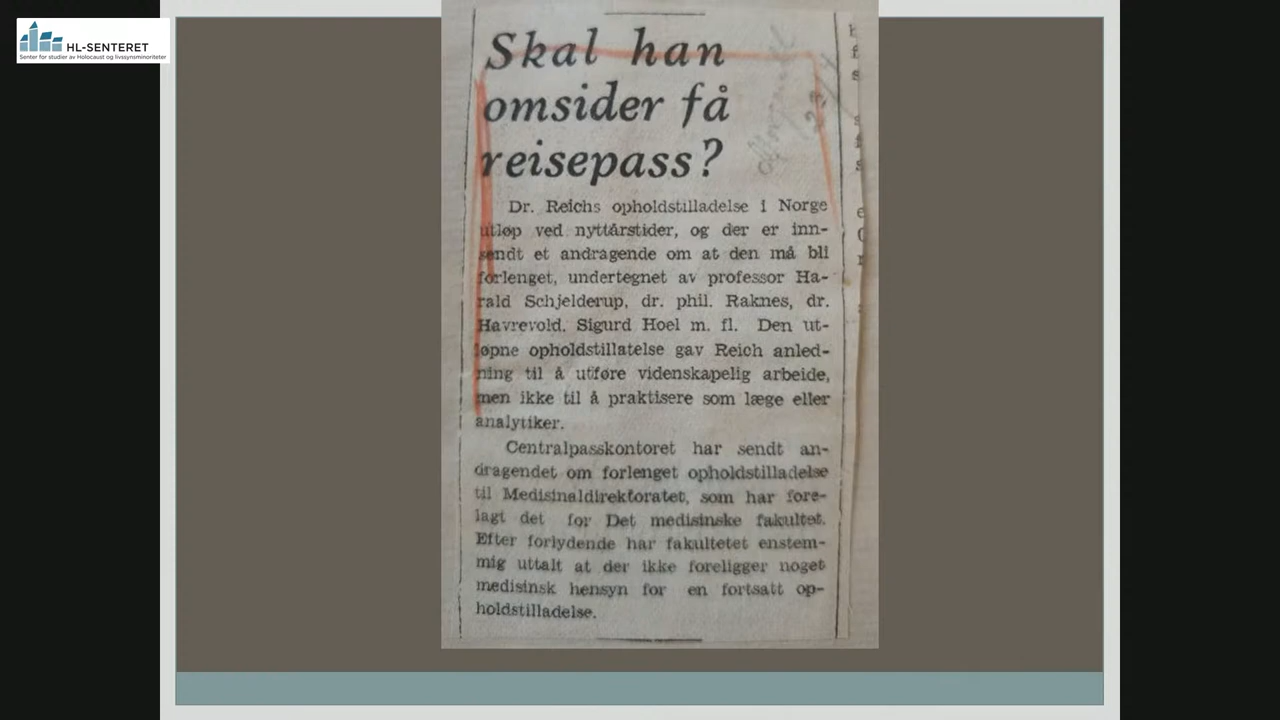 HL-SENTERET
Senter for studier av Holocaust og livssynsminoriteter
Skal han
omsider få
reisepass?
23/4
Dr. Reichs opholdstilladelse i Norge
utløp ved nyttårstider, og der er inn-
sendt et andragende om at den må bli
forlenget, undertegnet av professor Ha-
rald Schjelderup, dr. phil. Raknes, dr.
Havrevold, Sigurd Hoel m. fl. Den ut-
løpne opholdstillatelse gav Reich anled-
ning til å utføre videnskapelig arbeide,
men ikke til å praktisere som læge eller
analytiker.
Centralpasskontoret har sendt an-
dragendet om forlenget opholdstilladelse
til Medisinaldirektoratet, som har fore-
lagt det for Det medisinske fakultet.
Efter forlydende har fakultetet enstem-
mig uttalt at der ikke foreligger noget
medisinsk hensyn for en fortsatt op-
holdstilladelse.